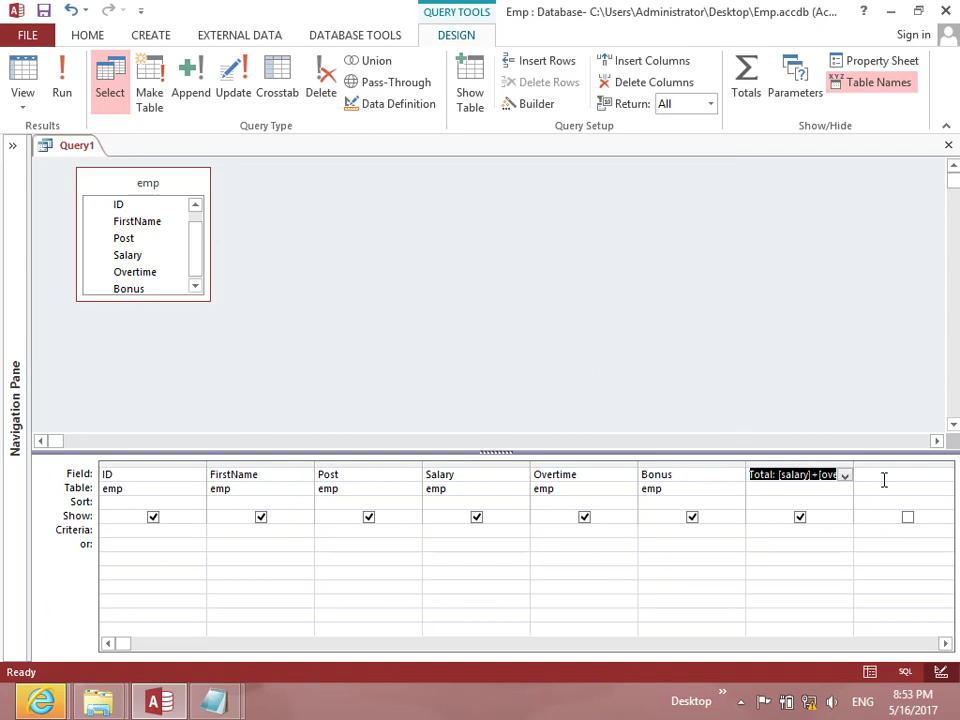 QUERY TOOLS
Emp : Database- C:\Users\Administrator\Desktop\Emp.accdb (Ac...
?
FILE
HOME
CREATE
EXTERNAL DATA
DATABASE TOOLS
DESIGN
Sign in
View
Run
Select
Make Table
Append
Update
Crosstab
Delete
Union
Pass-Through
Data Definition
Show Table
Insert Rows
Delete Rows
Builder
Insert Columns
Delete Columns
Return: All
Totals
Parameters
Property Sheet
XYZ Table Names
Results
Query Type
Query Setup
Show/Hide
Query1
emp
ID
FirstName
Post
Salary
Overtime
Bonus
Navigation Pane
Field: ID FirstName Post Salary Overtime Bonus Total: [salary]+[ove
Table: emp emp emp emp emp emp
Sort:
Show:
Criteria:
or:
Ready
SQL
Desktop
ENG
8:53 PM
5/16/2017